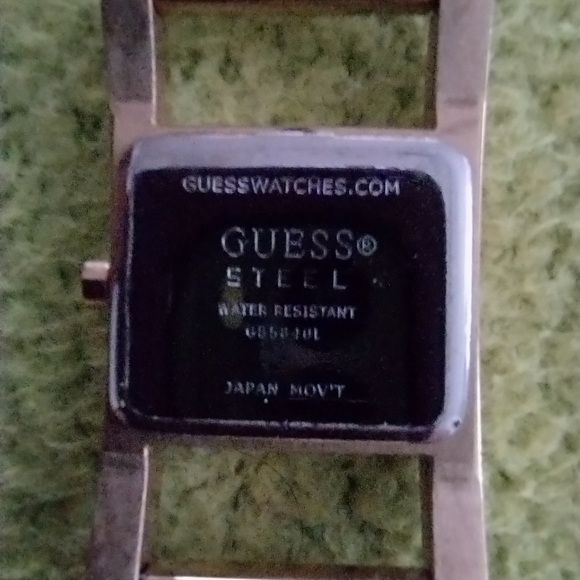 GUESSWATCHES.COM
GUESS®
STEEL
WATER RESISTANT
JAPAN MOV'T